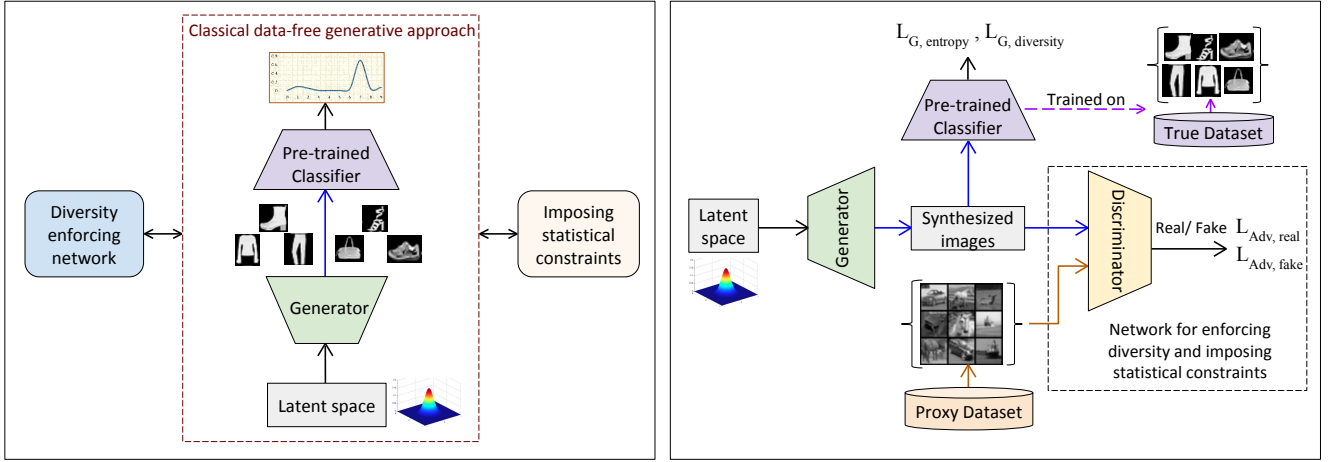 Classical data-free generative approach
Pre-trained
Classifier
Diversity
enforcing
network
Imposing
statistical
constraints
Generator
Latent space
L_G, entropy , L_G, diversity
Pre-trained
Classifier
Trained on
True Dataset
Latent
space
Generator
Synthesized
images
Discriminator
Real/ Fake
L_Adv, real
L_Adv, fake
Network for enforcing
diversity and imposing
statistical constraints
Proxy Dataset